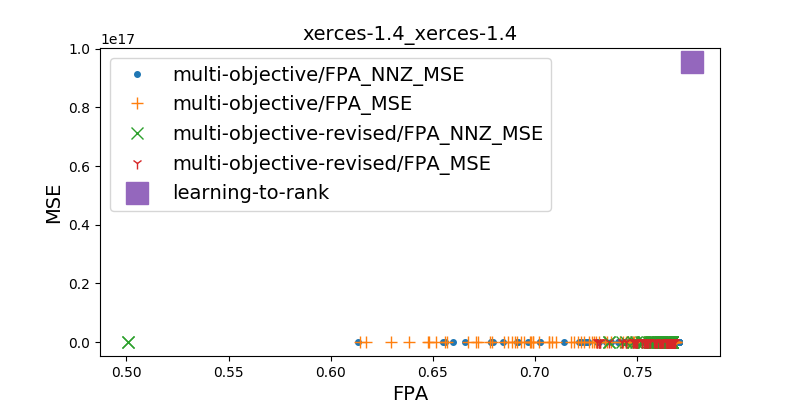 xerces-1.4_xerces-1.4
1e17
1.0
0.8
0.6
0.4
0.2
0.0
MSE
multi-objective/FPA_NNZ_MSE
multi-objective/FPA_MSE
multi-objective-revised/FPA_NNZ_MSE
multi-objective-revised/FPA_MSE
learning-to-rank
0.50 0.55 0.60 0.65 0.70 0.75
FPA